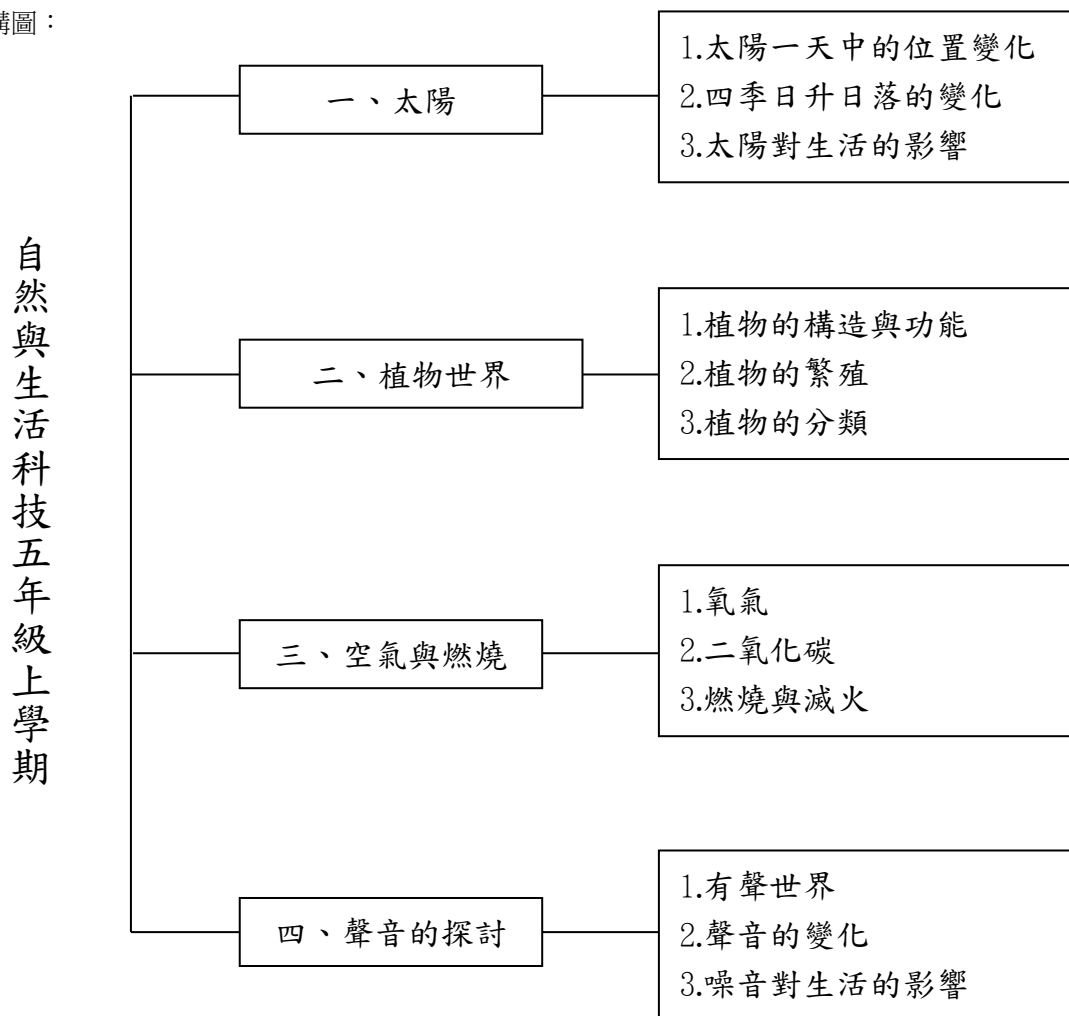 構圖：
自然與生活科技五年級上學期
一、太陽
1.太陽一天中的位置變化
2.四季日升日落的變化
3.太陽對生活的影響
二、植物世界
1.植物的構造與功能
2.植物的繁殖
3.植物的分類
三、空氣與燃燒
1.氧氣
2.二氧化碳
3.燃燒與滅火
四、聲音的探討
1.有聲世界
2.聲音的變化
3.噪音對生活的影響